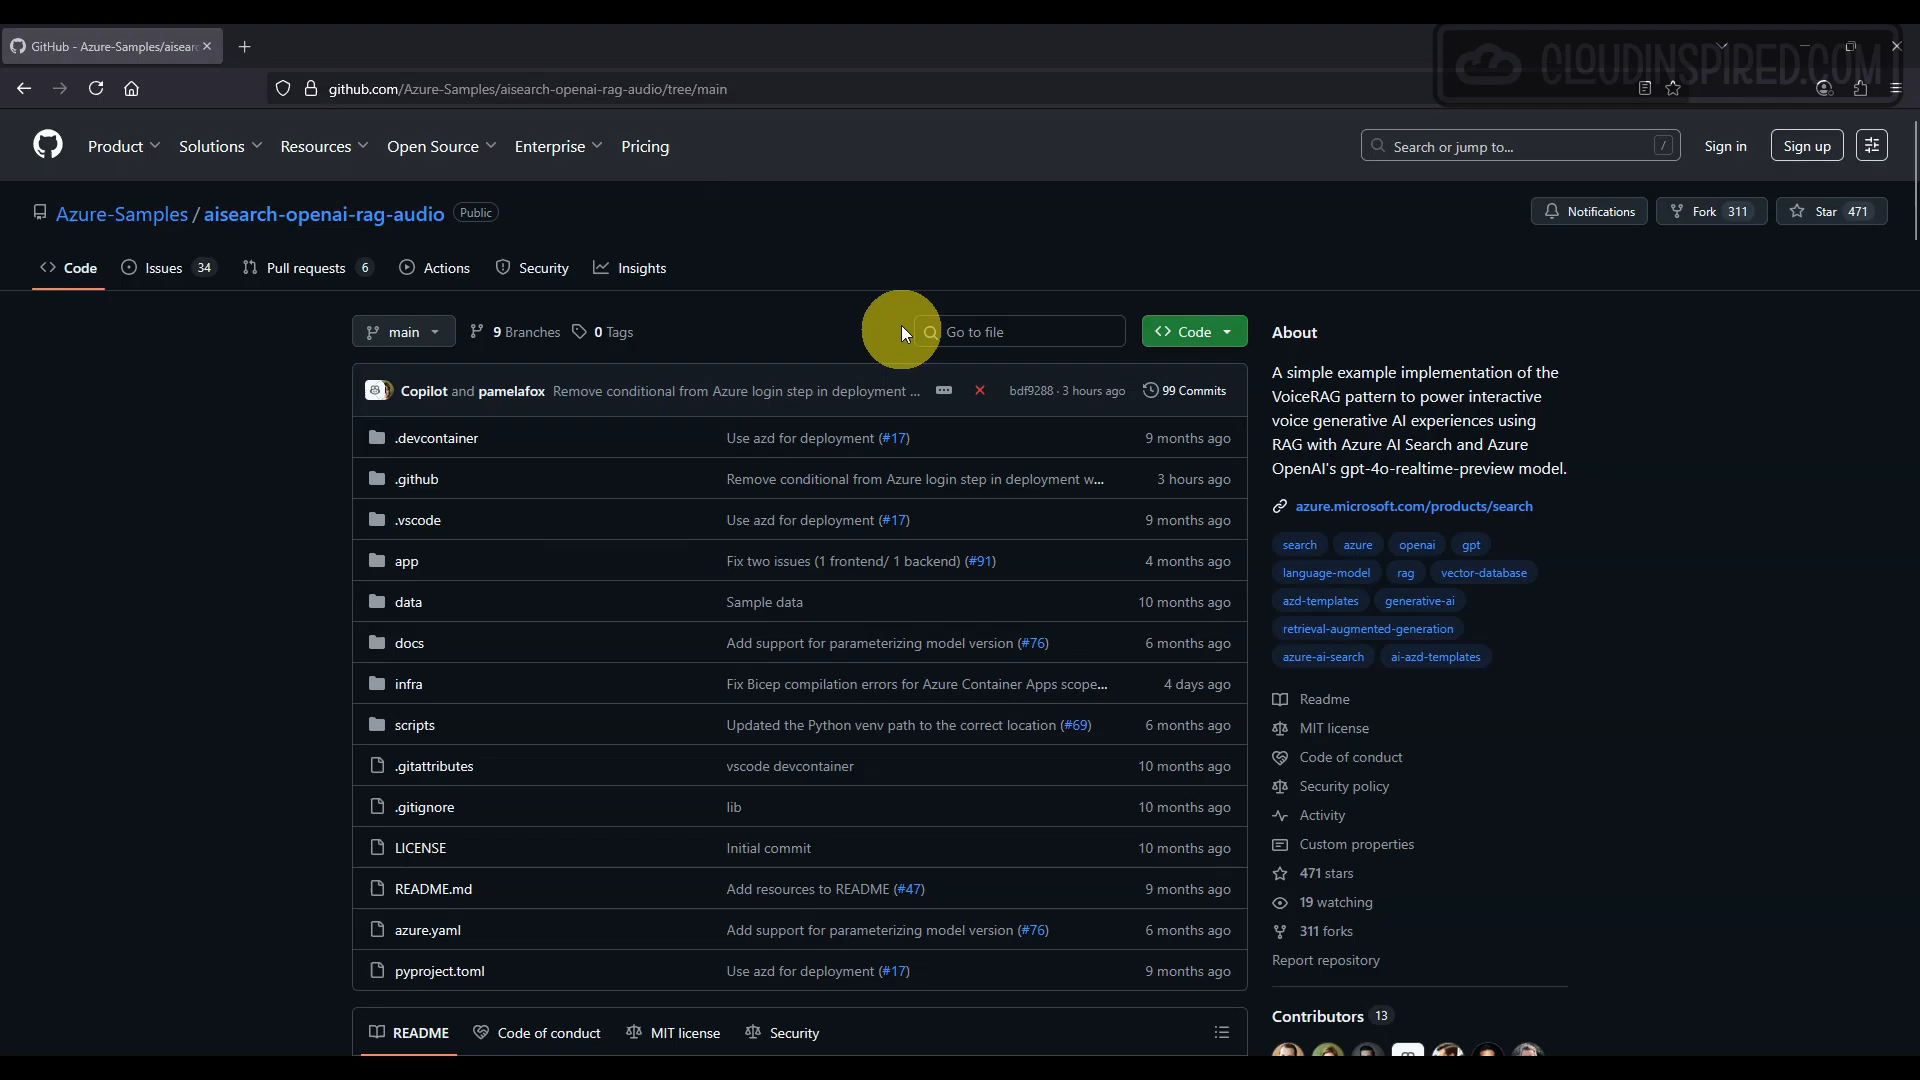 GitHub - Azure-Samples/aisear
CLOUDINSPIRED.COM
github.com/Azure-Samples/aisearch-openai-rag-audio/tree/main
Product Solutions Resources Open Source Enterprise Pricing
Search or jump to... /
Sign in
Sign up
Azure-Samples / aisearch-openai-rag-audio Public
Notifications Fork 311 Star 471
Code Issues 34 Pull requests 6 Actions Security Insights
main 9 Branches 0 Tags Go to file Code
Copilot and pamelafox Remove conditional from Azure login step in deployment ... bdf9288 · 3 hours ago 99 Commits
.devcontainer Use azd for deployment (#17) 9 months ago
.github Remove conditional from Azure login step in deployment w... 3 hours ago
.vscode Use azd for deployment (#17) 9 months ago
app Fix two issues (1 frontend/ 1 backend) (#91) 4 months ago
data Sample data 10 months ago
docs Add support for parameterizing model version (#76) 6 months ago
infra Fix Bicep compilation errors for Azure Container Apps scope... 4 days ago
scripts Updated the Python venv path to the correct location (#69) 6 months ago
.gitattributes vscode devcontainer 10 months ago
.gitignore lib 10 months ago
LICENSE Initial commit 10 months ago
README.md Add resources to README (#47) 9 months ago
azure.yaml Add support for parameterizing model version (#76) 6 months ago
pyproject.toml Use azd for deployment (#17) 9 months ago
README Code of conduct MIT license Security
About
A simple example implementation of the
VoiceRAG pattern to power interactive
voice generative AI experiences using
RAG with Azure AI Search and Azure
OpenAI's gpt-4o-realtime-preview model.
azure.microsoft.com/products/search
search azure openai gpt
language-model rag vector-database
azd-templates generative-ai
retrieval-augmented-generation
azure-ai-search ai-azd-templates
Readme
MIT license
Code of conduct
Security policy
Activity
Custom properties
471 stars
19 watching
311 forks
Report repository
Contributors 13